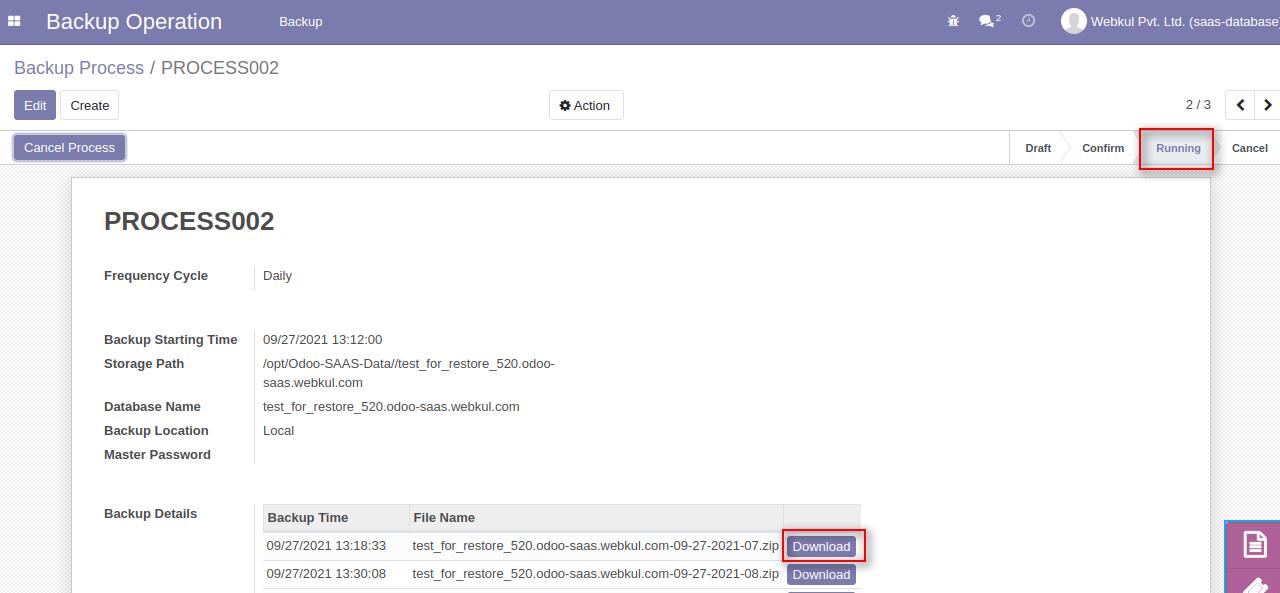 Backup Operation Backup 2 Webkul Pvt. Ltd. (saas-database)
Backup Process / PROCESS002
Edit Create Action 2 / 3
Cancel Process Draft Confirm Running Cancel
PROCESS002
Frequency Cycle Daily
Backup Starting Time 09/27/2021 13:12:00
Storage Path /opt/Odoo-SAAS-Data//test_for_restore_520.odoo-
saas.webkul.com
Database Name test_for_restore_520.odoo-saas.webkul.com
Backup Location Local
Master Password
Backup Details Backup Time File Name
09/27/2021 13:18:33 test_for_restore_520.odoo-saas.webkul.com-09-27-2021-07.zip Download
09/27/2021 13:30:08 test_for_restore_520.odoo-saas.webkul.com-09-27-2021-08.zip Download